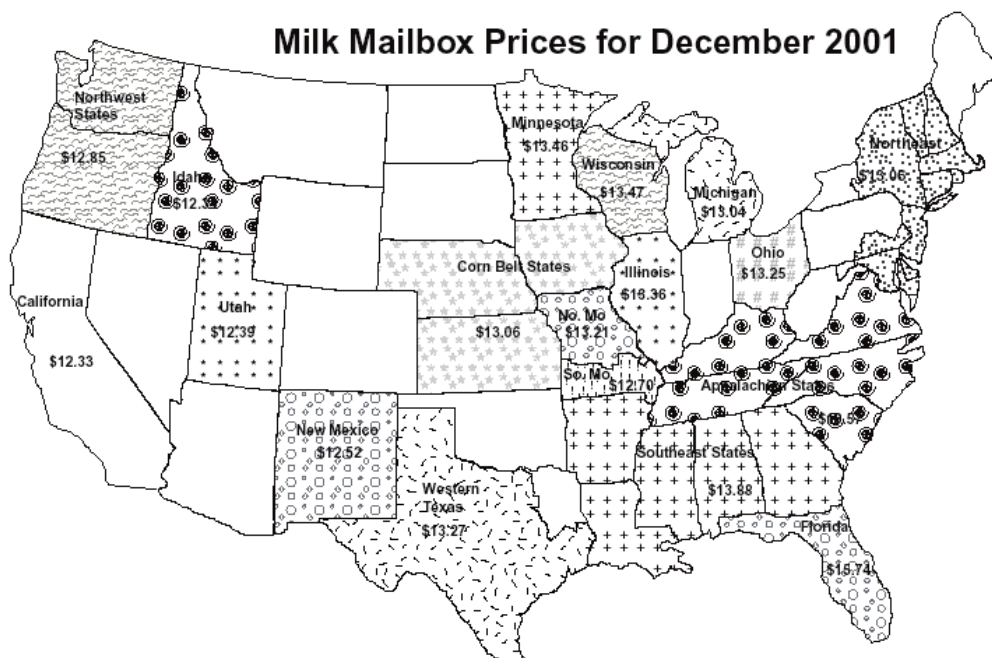 Milk Mailbox Prices for December 2001
Northwest
States
$12.85
Idaho
Minnesota
$13.46
Wisconsin
$13.47
Michigan
$13.04
Northeast
California
$12.33
Utah
$12.39
Corn Belt States
$13.06
Illinois
Ohio
$13.25
No. Mo
$13.21
So. Mo
$12.70
Appalachian States
New Mexico
$12.52
Western
Texas
$13.27
Southeast States
$13.88
Florida
$15.74